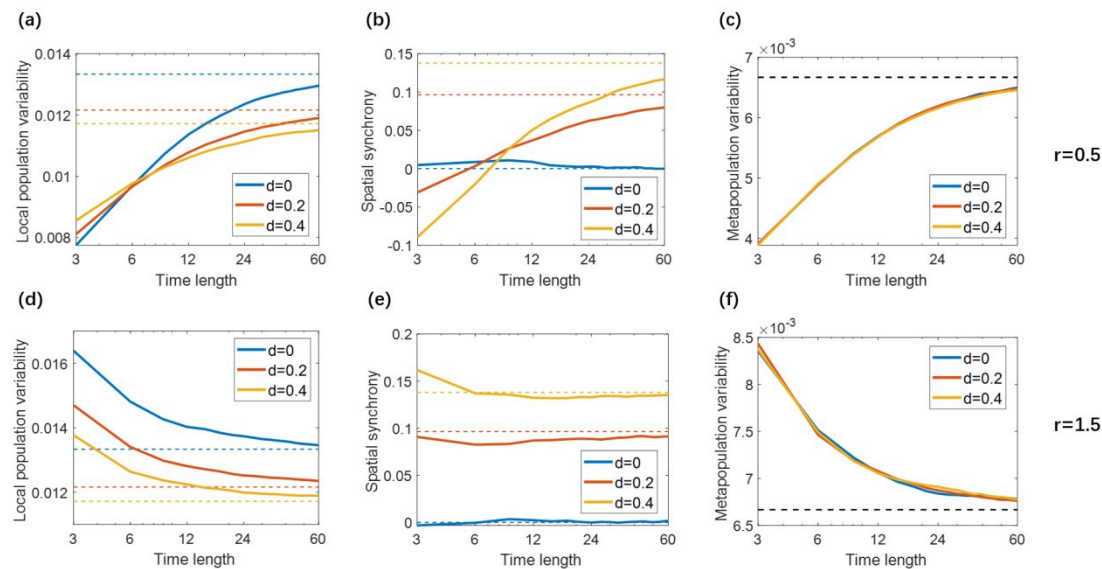 (a)
(b)
(c)
Local population variability
0.014
0.012
0.01
0.008
3
6
12
24
60
Time length
d=0
d=0.2
d=0.4
Spatial synchrony
0.15
0.1
0.05
0
-0.05
-0.1
3
6
12
24
60
Time length
d=0
d=0.2
d=0.4
Metapopulation variability
×10⁻³
7
6
5
4
3
6
12
24
60
Time length
d=0
d=0.2
d=0.4
r=0.5
(d)
(e)
(f)
Local population variability
0.016
0.014
0.012
3
6
12
24
60
Time length
d=0
d=0.2
d=0.4
Spatial synchrony
0.2
0.15
0.1
0.05
0
3
6
12
24
60
Time length
d=0
d=0.2
d=0.4
Metapopulation variability
×10⁻³
8.5
8
7.5
7
6.5
3
6
12
24
60
Time length
d=0
d=0.2
d=0.4
r=1.5